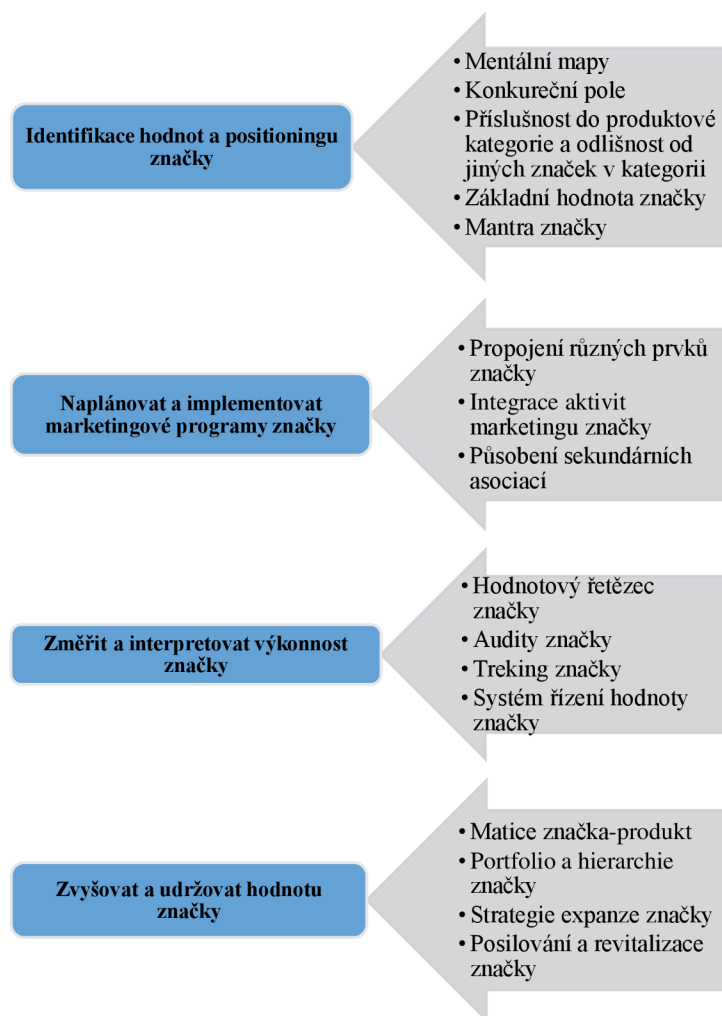 Identifikace hodnot a positioningu
značky
• Mentální mapy
• Konkureční pole
• Příslušnost do produktové
kategorie a odlišnost od
jiných značek v kategorii
• Základní hodnota značky
• Mantra značky
Naplánovat a implementovat
marketingové programy značky
• Propojení různých prvků
značky
• Integrace aktivit
marketingu značky
• Působení sekundárních
asociací
Změřit a interpretovat výkonnost
značky
• Hodnotový řetězec
značky
• Audity značky
• Treking značky
• Systém řízení hodnoty
značky
Zvyšovat a udržovat hodnotu
značky
• Matice značka-produkt
• Portfolio a hierarchie
značky
• Strategie expanze značky
• Posilování a revitalizace
značky